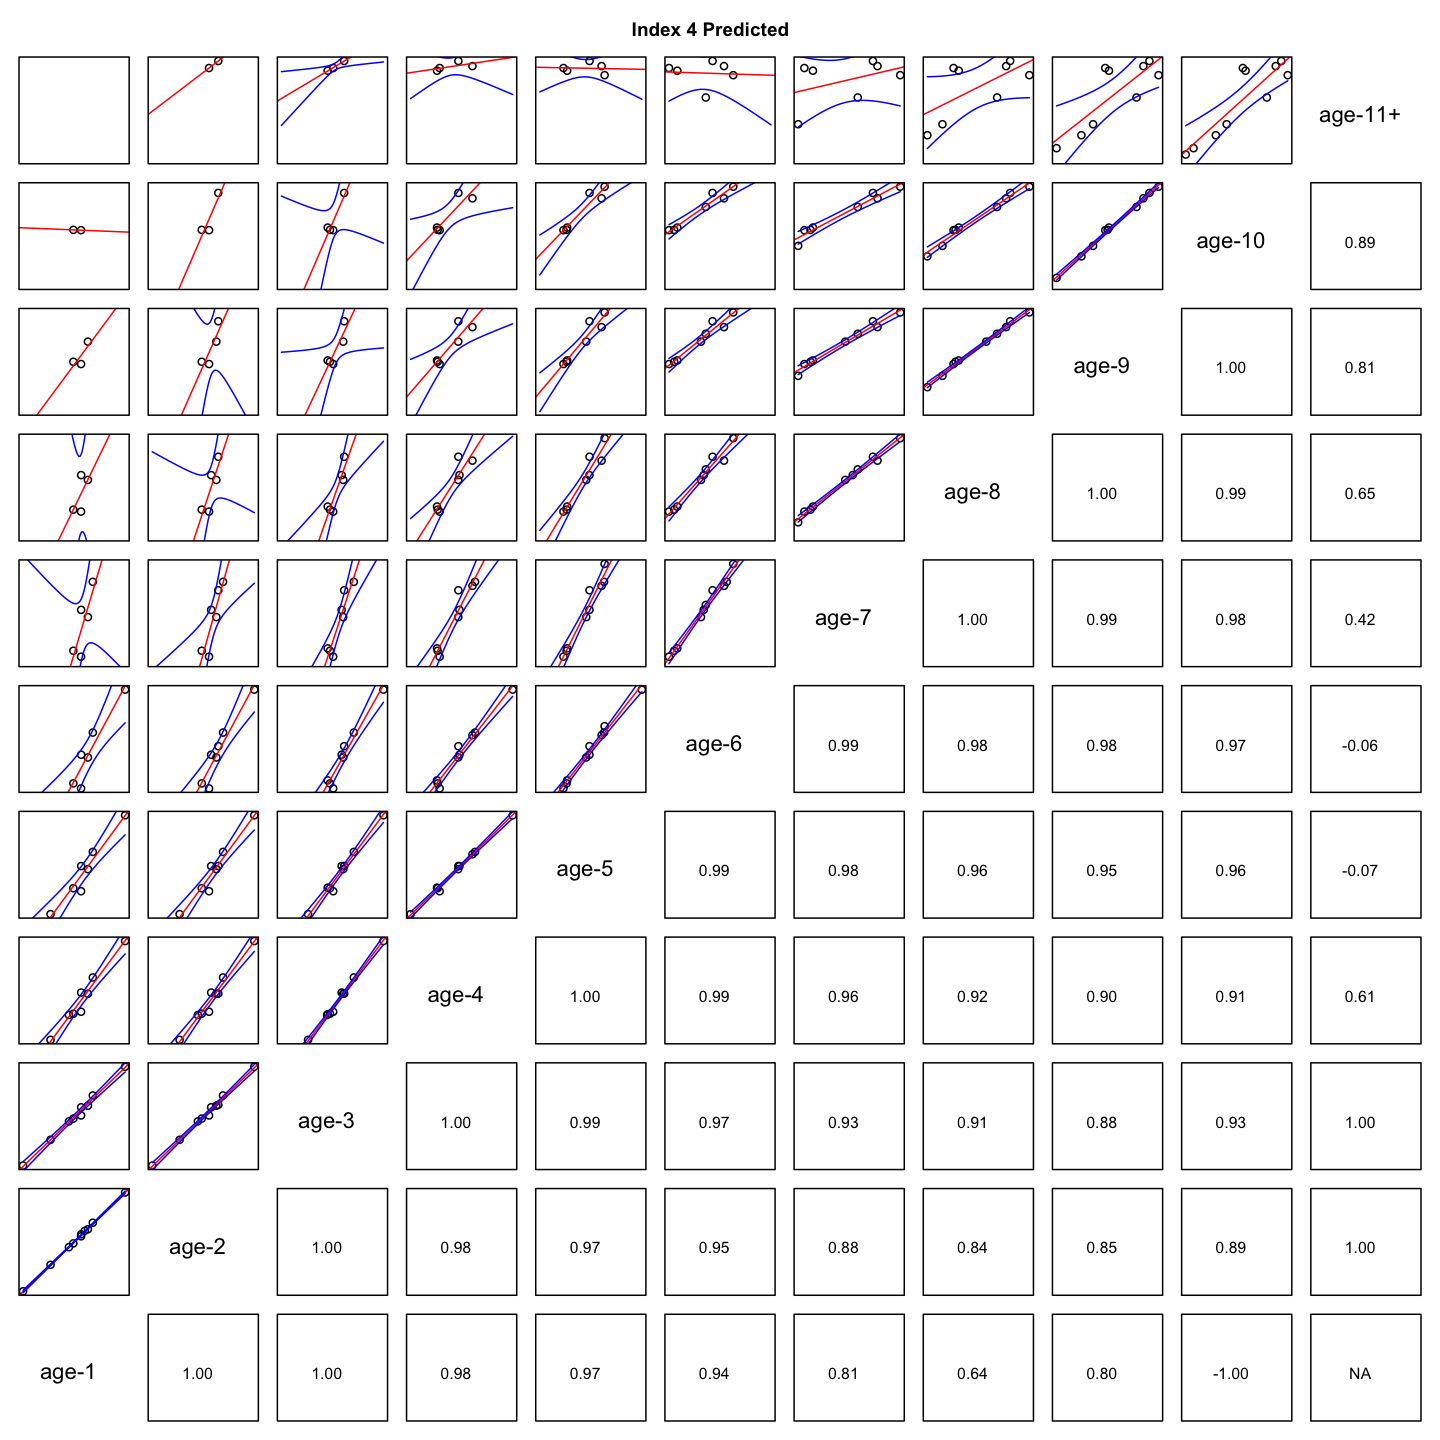 Index 4 Predicted
age-11+
age-10 0.89
age-9 1.00 0.81
age-8 1.00 0.99 0.65
age-7 1.00 0.99 0.98 0.42
age-6 0.99 0.98 0.98 0.97 -0.06
age-5 0.99 0.98 0.96 0.95 0.96 -0.07
age-4 1.00 0.99 0.96 0.92 0.90 0.91 0.61
age-3 1.00 0.99 0.97 0.93 0.91 0.88 0.93 1.00
age-2 1.00 0.98 0.97 0.95 0.88 0.84 0.85 0.89 1.00
age-1 1.00 1.00 0.98 0.97 0.94 0.81 0.64 0.80 -1.00 NA